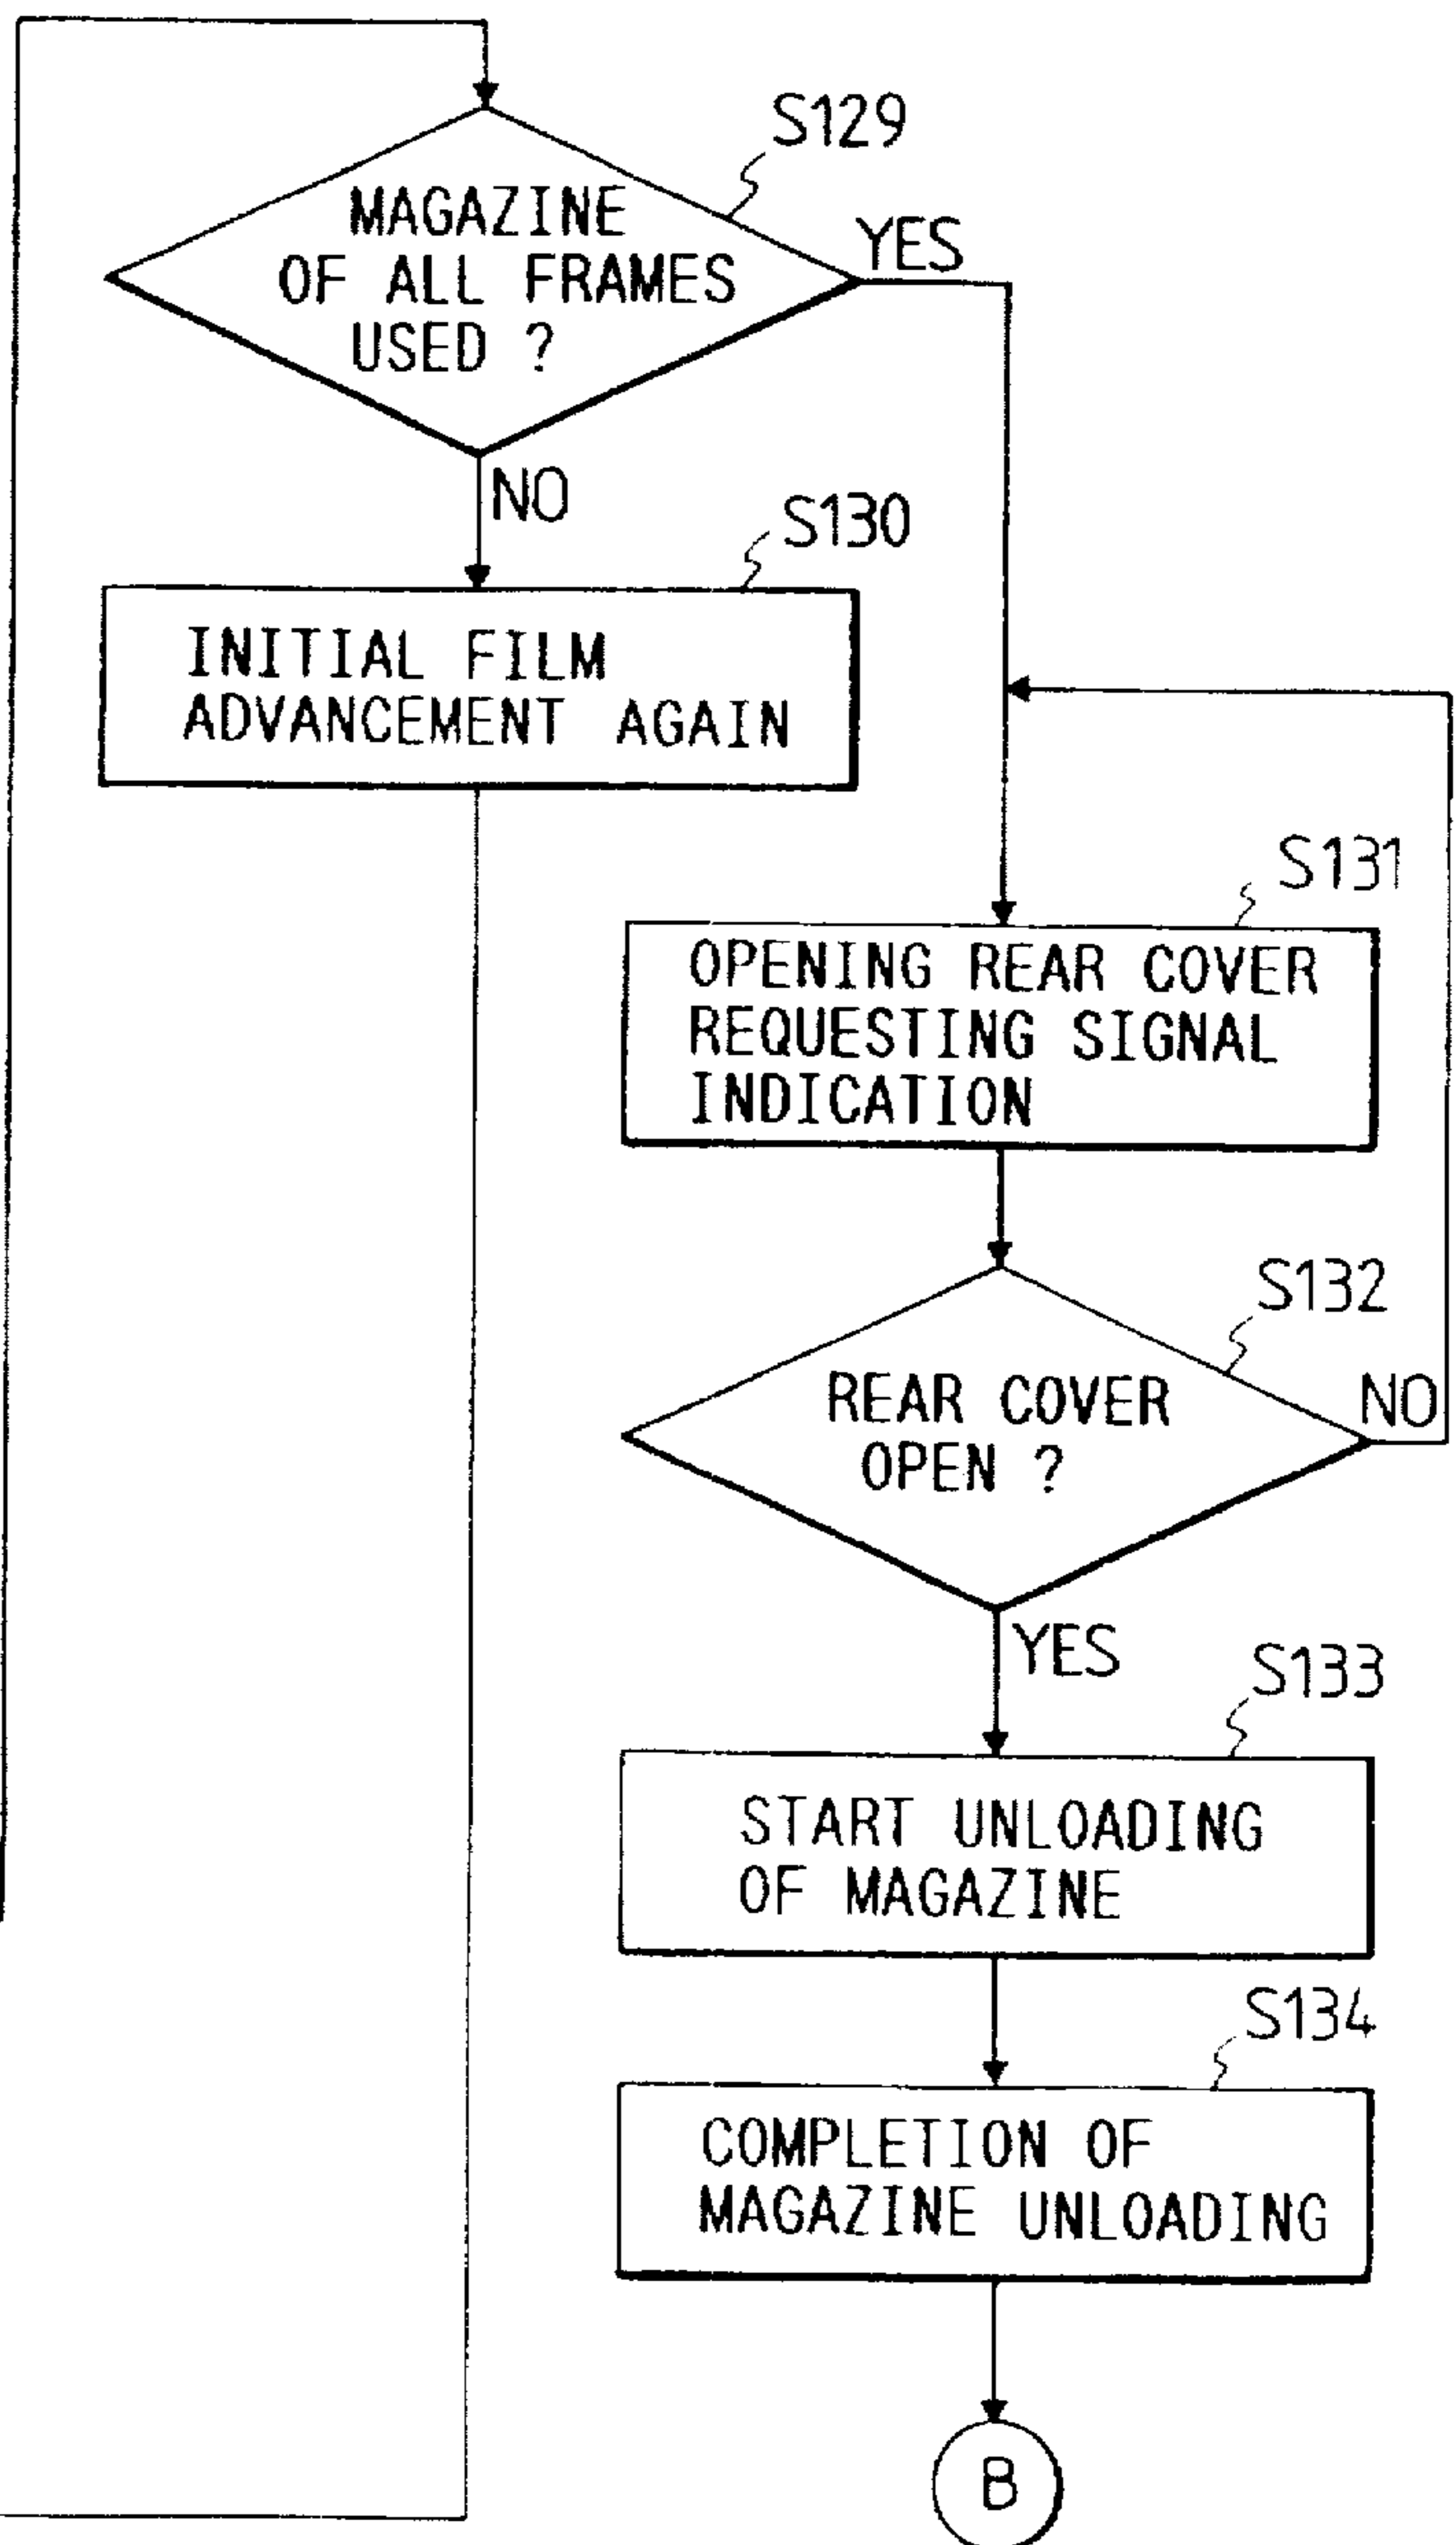 S129
MAGAZINE
OF ALL FRAMES
USED ?
YES
NO
S130
INITIAL FILM
ADVANCEMENT AGAIN
S131
OPENING REAR COVER
REQUESTING SIGNAL
INDICATION
S132
REAR COVER
OPEN ?
NO
YES
S133
START UNLOADING
OF MAGAZINE
S134
COMPLETION OF
MAGAZINE UNLOADING
B